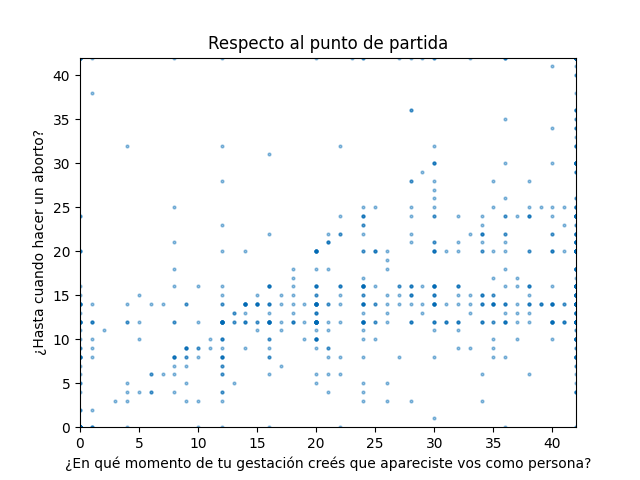 Respecto al punto de partida
¿Hasta cuando hacer un aborto?
40
35
30
25
20
15
10
5
0
0 5 10 15 20 25 30 35 40
¿En qué momento de tu gestación creés que apareciste vos como persona?